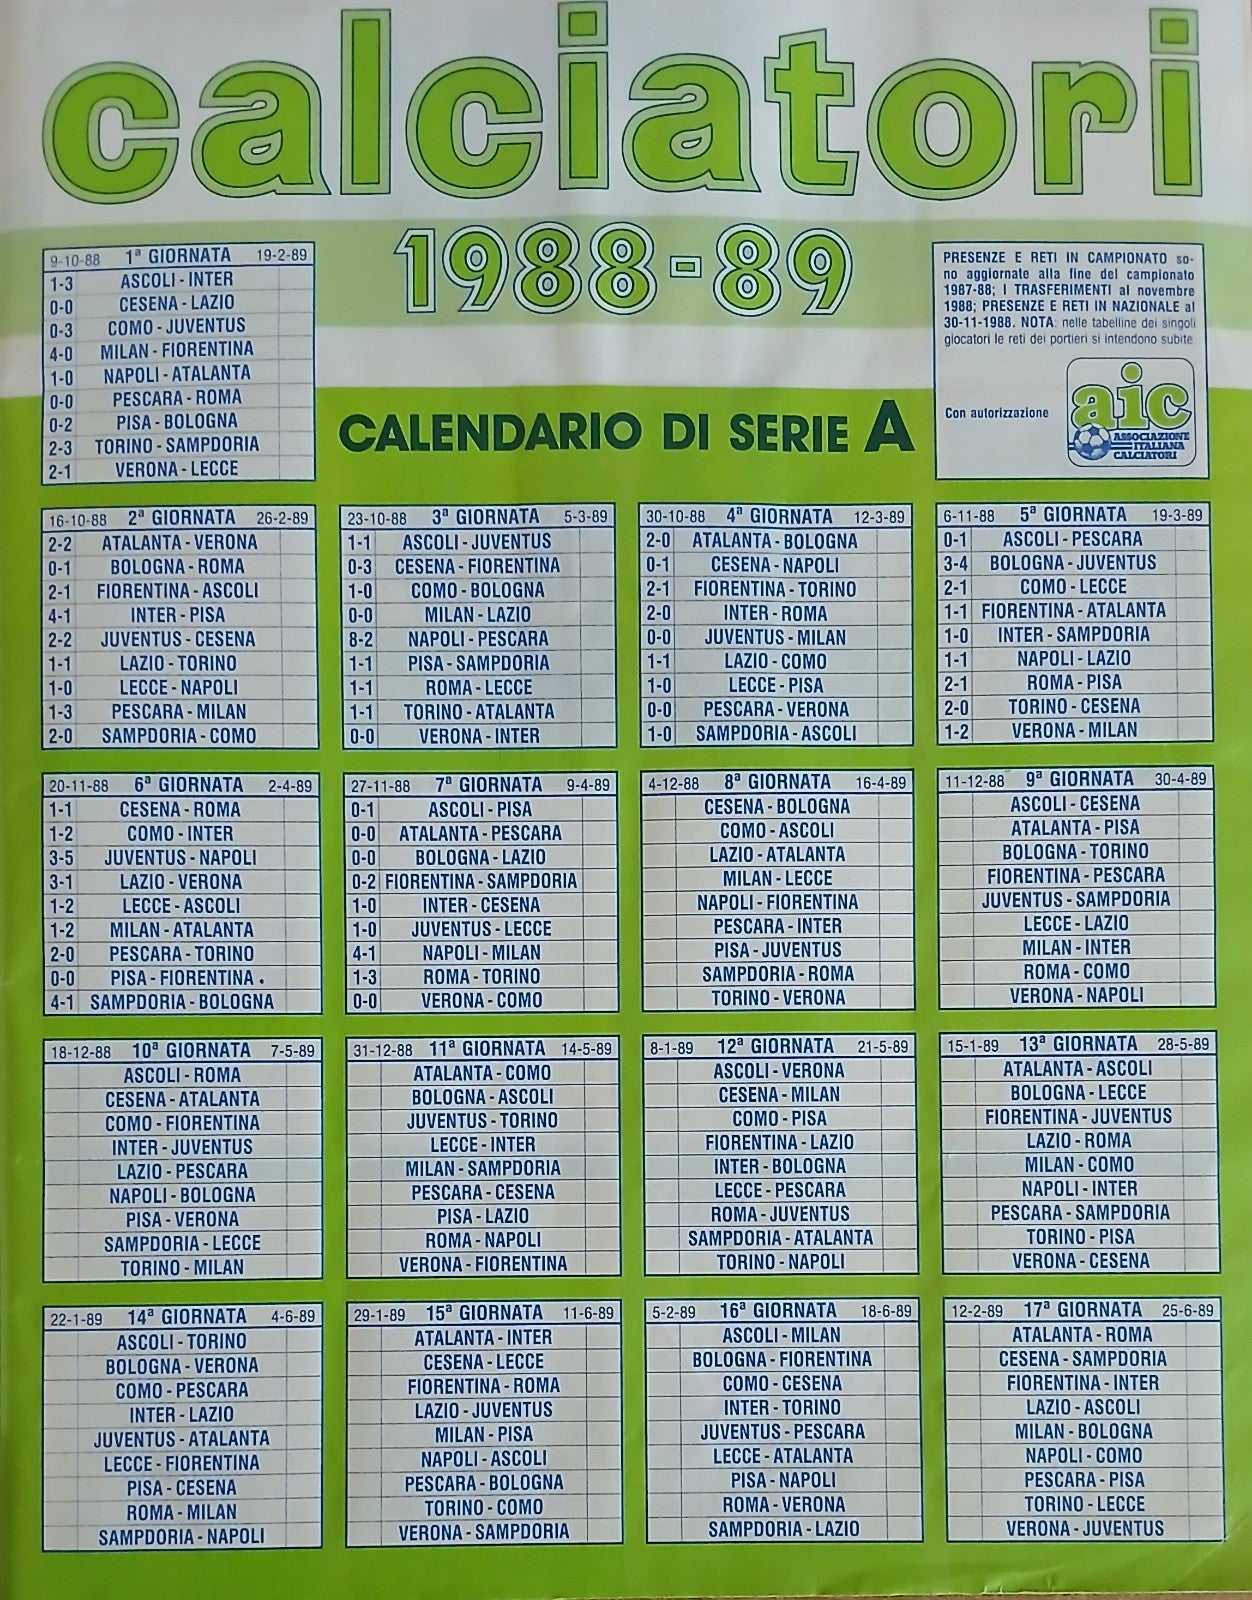 calciatori
1988-89
9-10-88 1ª GIORNATA 19-2-89
1-3 ASCOLI - INTER
0-0 CESENA - LAZIO
0-3 COMO - JUVENTUS
4-0 MILAN - FIORENTINA
1-0 NAPOLI - ATALANTA
0-0 PESCARA - ROMA
0-2 PISA - BOLOGNA
2-3 TORINO - SAMPDORIA
2-1 VERONA - LECCE
PRESENZE E RETI IN CAMPIONATO so-
no aggiornate alla fine del campionato
1987-88; I TRASFERIMENTI al novembre
1988; PRESENZE E RETI IN NAZIONALE al
30-11-1988. NOTA: nelle tabelline dei singoli
giocatori le reti dei portieri si intendono subite.
Con autorizzazione
aic
ASSOCIAZIONE
ITALIANA
CALCIATORI
CALENDARIO DI SERIE A
16-10-88 2ª GIORNATA 26-2-89
2-2 ATALANTA - VERONA
0-1 BOLOGNA - ROMA
2-1 FIORENTINA - ASCOLI
4-1 INTER - PISA
2-2 JUVENTUS - CESENA
1-1 LAZIO - TORINO
1-0 LECCE - NAPOLI
1-3 PESCARA - MILAN
2-0 SAMPDORIA - COMO
23-10-88 3ª GIORNATA 5-3-89
1-1 ASCOLI - JUVENTUS
0-3 CESENA - FIORENTINA
1-0 COMO - BOLOGNA
0-0 MILAN - LAZIO
8-2 NAPOLI - PESCARA
1-1 PISA - SAMPDORIA
1-1 ROMA - LECCE
1-1 TORINO - ATALANTA
0-0 VERONA - INTER
30-10-88 4ª GIORNATA 12-3-89
2-0 ATALANTA - BOLOGNA
0-1 CESENA - NAPOLI
2-1 FIORENTINA - TORINO
2-0 INTER - ROMA
0-0 JUVENTUS - MILAN
1-1 LAZIO - COMO
1-0 LECCE - PISA
0-0 PESCARA - VERONA
1-0 SAMPDORIA - ASCOLI
6-11-88 5ª GIORNATA 19-3-89
0-1 ASCOLI - PESCARA
3-4 BOLOGNA - JUVENTUS
2-1 COMO - LECCE
1-1 FIORENTINA - ATALANTA
1-0 INTER - SAMPDORIA
1-1 NAPOLI - LAZIO
2-1 ROMA - PISA
2-0 TORINO - CESENA
1-2 VERONA - MILAN
20-11-88 6ª GIORNATA 2-4-89
1-1 CESENA - ROMA
1-2 COMO - INTER
3-5 JUVENTUS - NAPOLI
3-1 LAZIO - VERONA
1-2 LECCE - ASCOLI
1-2 MILAN - ATALANTA
2-0 PESCARA - TORINO
0-0 PISA - FIORENTINA .
4-1 SAMPDORIA - BOLOGNA
27-11-88 7ª GIORNATA 9-4-89
0-1 ASCOLI - PISA
0-0 ATALANTA - PESCARA
0-0 BOLOGNA - LAZIO
0-2 FIORENTINA - SAMPDORIA
1-0 INTER - CESENA
1-0 JUVENTUS - LECCE
4-1 NAPOLI - MILAN
1-3 ROMA - TORINO
0-0 VERONA - COMO
4-12-88 8ª GIORNATA 16-4-89
CESENA - BOLOGNA
COMO - ASCOLI
LAZIO - ATALANTA
MILAN - LECCE
NAPOLI - FIORENTINA
PESCARA - INTER
PISA - JUVENTUS
SAMPDORIA - ROMA
TORINO - VERONA
11-12-88 9ª GIORNATA 30-4-89
ASCOLI - CESENA
ATALANTA - PISA
BOLOGNA - TORINO
FIORENTINA - PESCARA
JUVENTUS - SAMPDORIA
LECCE - LAZIO
MILAN - INTER
ROMA - COMO
VERONA - NAPOLI
18-12-88 10ª GIORNATA 7-5-89
ASCOLI - ROMA
CESENA - ATALANTA
COMO - FIORENTINA
INTER - JUVENTUS
LAZIO - PESCARA
NAPOLI - BOLOGNA
PISA - VERONA
SAMPDORIA - LECCE
TORINO - MILAN
31-12-88 11ª GIORNATA 14-5-89
ATALANTA - COMO
BOLOGNA - ASCOLI
JUVENTUS - TORINO
LECCE - INTER
MILAN - SAMPDORIA
PESCARA - CESENA
PISA - LAZIO
ROMA - NAPOLI
VERONA - FIORENTINA
8-1-89 12ª GIORNATA 21-5-89
ASCOLI - VERONA
CESENA - MILAN
COMO - PISA
FIORENTINA - LAZIO
INTER - BOLOGNA
LECCE - PESCARA
ROMA - JUVENTUS
SAMPDORIA - ATALANTA
TORINO - NAPOLI
15-1-89 13ª GIORNATA 28-5-89
ATALANTA - ASCOLI
BOLOGNA - LECCE
FIORENTINA - JUVENTUS
LAZIO - ROMA
MILAN - COMO
NAPOLI - INTER
PESCARA - SAMPDORIA
TORINO - PISA
VERONA - CESENA
22-1-89 14ª GIORNATA 4-6-89
ASCOLI - TORINO
BOLOGNA - VERONA
COMO - PESCARA
INTER - LAZIO
JUVENTUS - ATALANTA
LECCE - FIORENTINA
PISA - CESENA
ROMA - MILAN
SAMPDORIA - NAPOLI
29-1-89 15ª GIORNATA 11-6-89
ATALANTA - INTER
CESENA - LECCE
FIORENTINA - ROMA
LAZIO - JUVENTUS
MILAN - PISA
NAPOLI - ASCOLI
PESCARA - BOLOGNA
TORINO - COMO
VERONA - SAMPDORIA
5-2-89 16ª GIORNATA 18-6-89
ASCOLI - MILAN
BOLOGNA - FIORENTINA
COMO - CESENA
INTER - TORINO
JUVENTUS - PESCARA
LECCE - ATALANTA
PISA - NAPOLI
ROMA - VERONA
SAMPDORIA - LAZIO
12-2-89 17ª GIORNATA 25-6-89
ATALANTA - ROMA
CESENA - SAMPDORIA
FIORENTINA - INTER
LAZIO - ASCOLI
MILAN - BOLOGNA
NAPOLI - COMO
PESCARA - PISA
TORINO - LECCE
VERONA - JUVENTUS